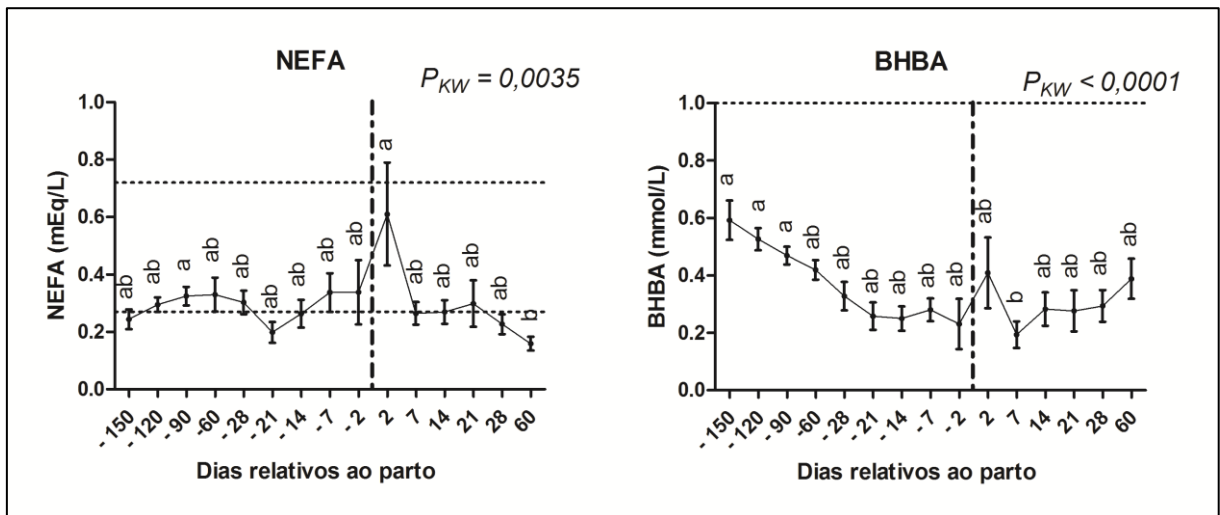 NEFA
P_KW = 0,0035
NEFA (mEq/L)
1.0
0.8
0.6
0.4
0.2
0.0
ab
ab
a
ab
ab
ab
ab
ab
ab
a
ab
ab
ab
ab
b
- 150
- 120
- 90
-60
- 28
- 21
- 14
- 7
- 2
2
7
14
21
28
60
Dias relativos ao parto
BHBA
P_KW < 0,0001
BHBA (mmol/L)
1.0
0.8
0.6
0.4
0.2
0.0
a
a
a
ab
ab
ab
ab
ab
ab
ab
b
ab
ab
ab
ab
- 150
- 120
- 90
-60
- 28
- 21
- 14
- 7
- 2
2
7
14
21
28
60
Dias relativos ao parto